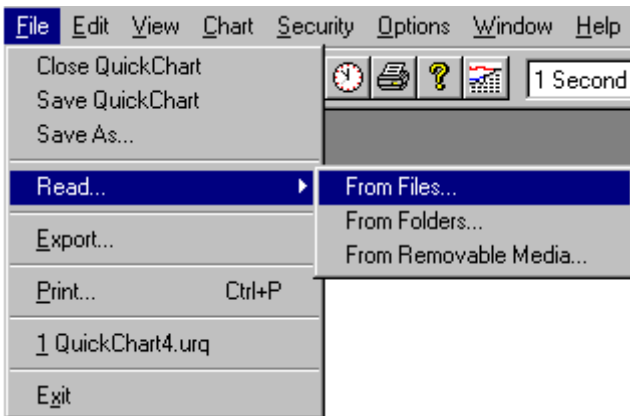 File Edit View Chart Security Options Window Help
Close QuickChart
Save QuickChart
Save As...
1 Second
Read...
From Files...
From Folders...
From Removable Media...
Export...
Print... Ctrl+P
1 QuickChart4.urq
Exit